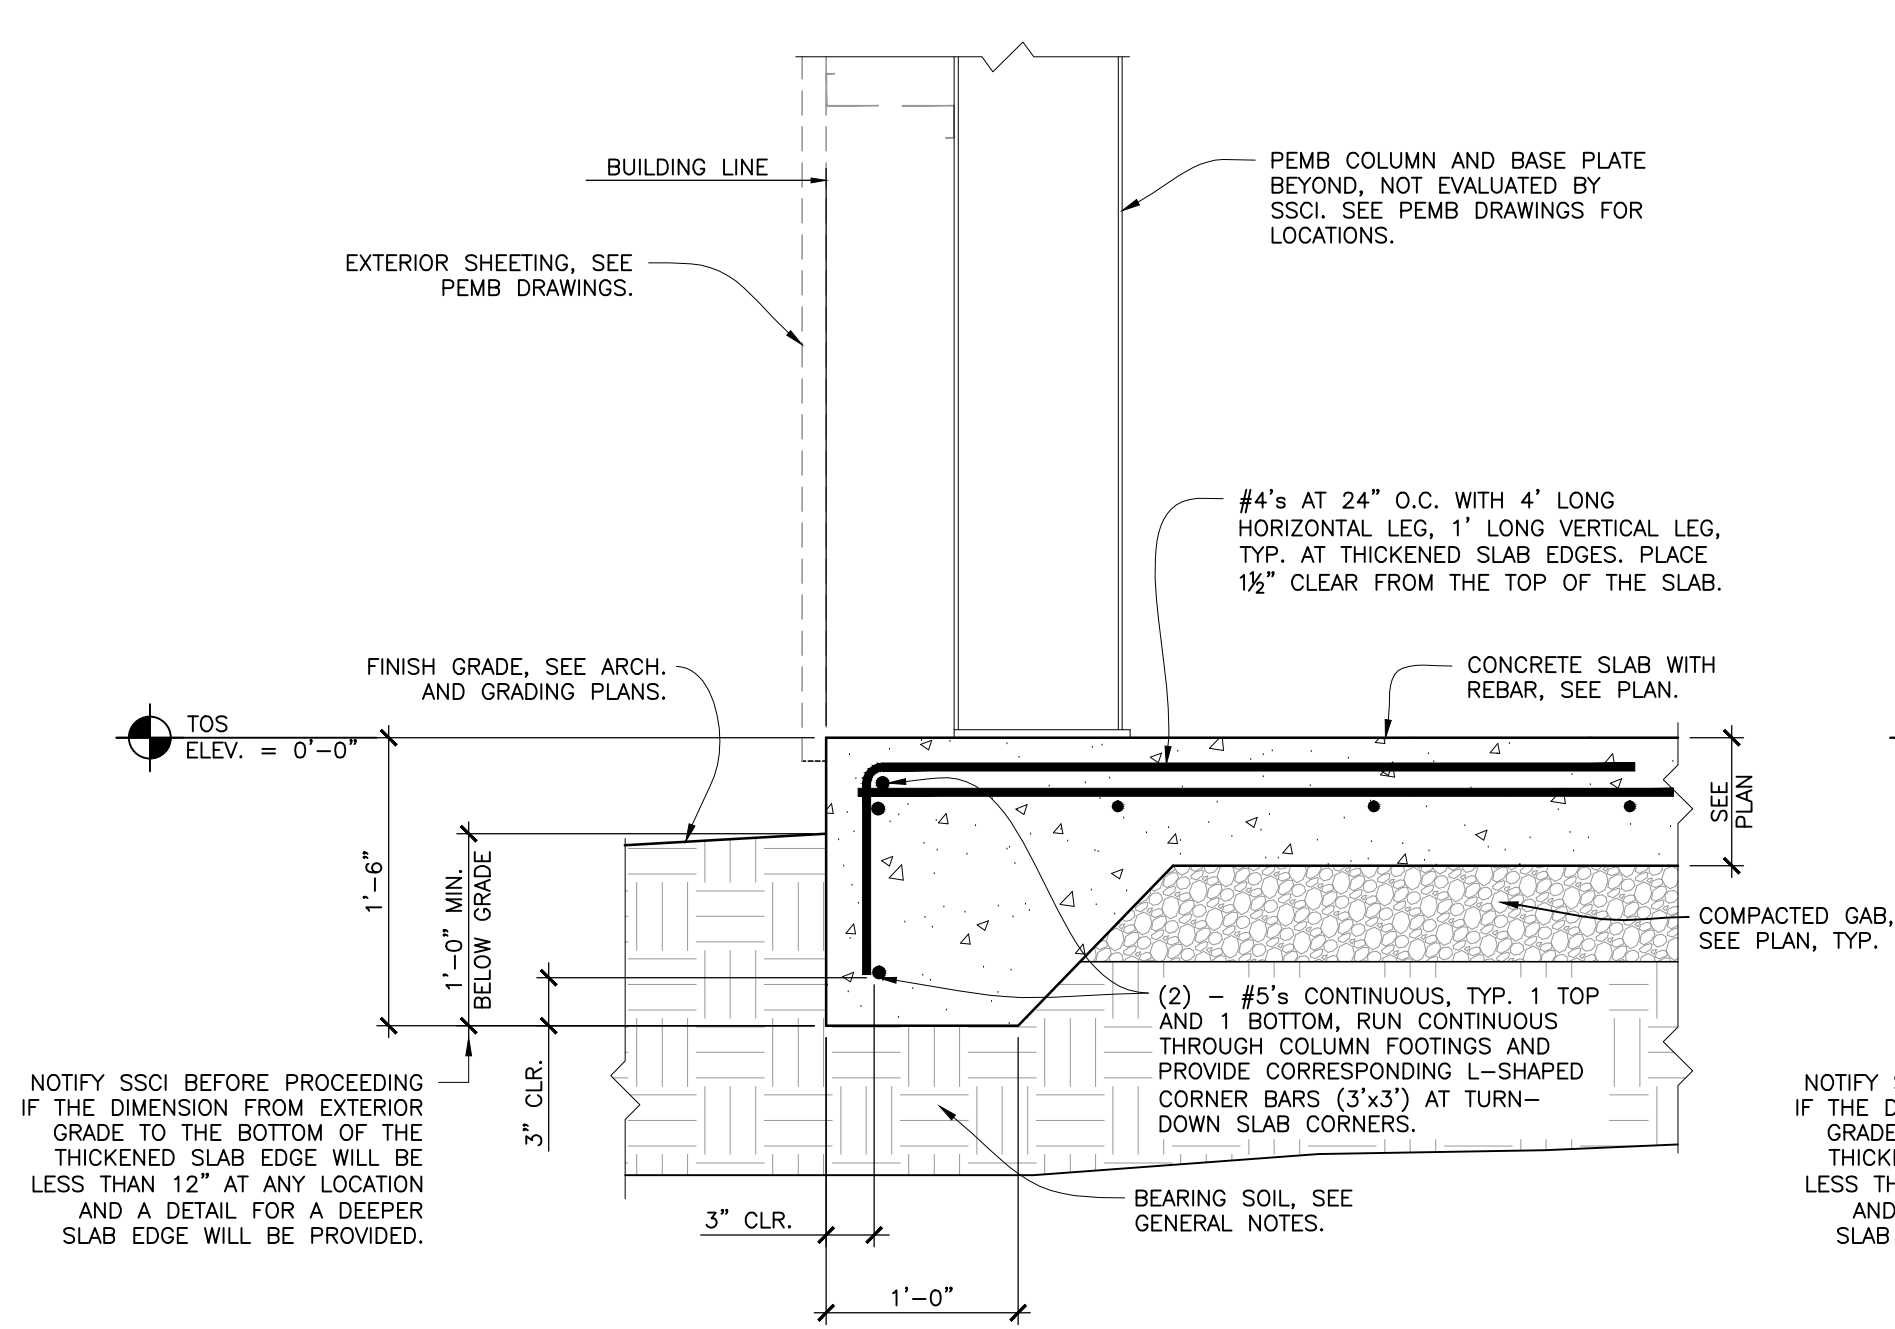 BUILDING LINE
PEMB COLUMN AND BASE PLATE
BEYOND, NOT EVALUATED BY
SSCI. SEE PEMB DRAWINGS FOR
LOCATIONS.
EXTERIOR SHEETING, SEE
PEMB DRAWINGS.
#4's AT 24" O.C. WITH 4' LONG
HORIZONTAL LEG, 1' LONG VERTICAL LEG,
TYP. AT THICKENED SLAB EDGES. PLACE
1½" CLEAR FROM THE TOP OF THE SLAB.
FINISH GRADE, SEE ARCH.
AND GRADING PLANS.
CONCRETE SLAB WITH
REBAR, SEE PLAN.
TOS
ELEV. = 0'-0"
SEE
PLAN
1'-6"
1'-0" MIN.
BELOW GRADE
COMPACTED GAB,
SEE PLAN, TYP.
(2) - #5's CONTINUOUS, TYP. 1 TOP
AND 1 BOTTOM, RUN CONTINUOUS
THROUGH COLUMN FOOTINGS AND
PROVIDE CORRESPONDING L-SHAPED
CORNER BARS (3'x3') AT TURN-
DOWN SLAB CORNERS.
3" CLR.
NOTIFY SSCI BEFORE PROCEEDING
IF THE DIMENSION FROM EXTERIOR
GRADE TO THE BOTTOM OF THE
THICKENED SLAB EDGE WILL BE
LESS THAN 12" AT ANY LOCATION
AND A DETAIL FOR A DEEPER
SLAB EDGE WILL BE PROVIDED.
BEARING SOIL, SEE
GENERAL NOTES.
3" CLR.
1'-0"
NOTIFY
IF THE
GRADE
LESS
AND
SLAB